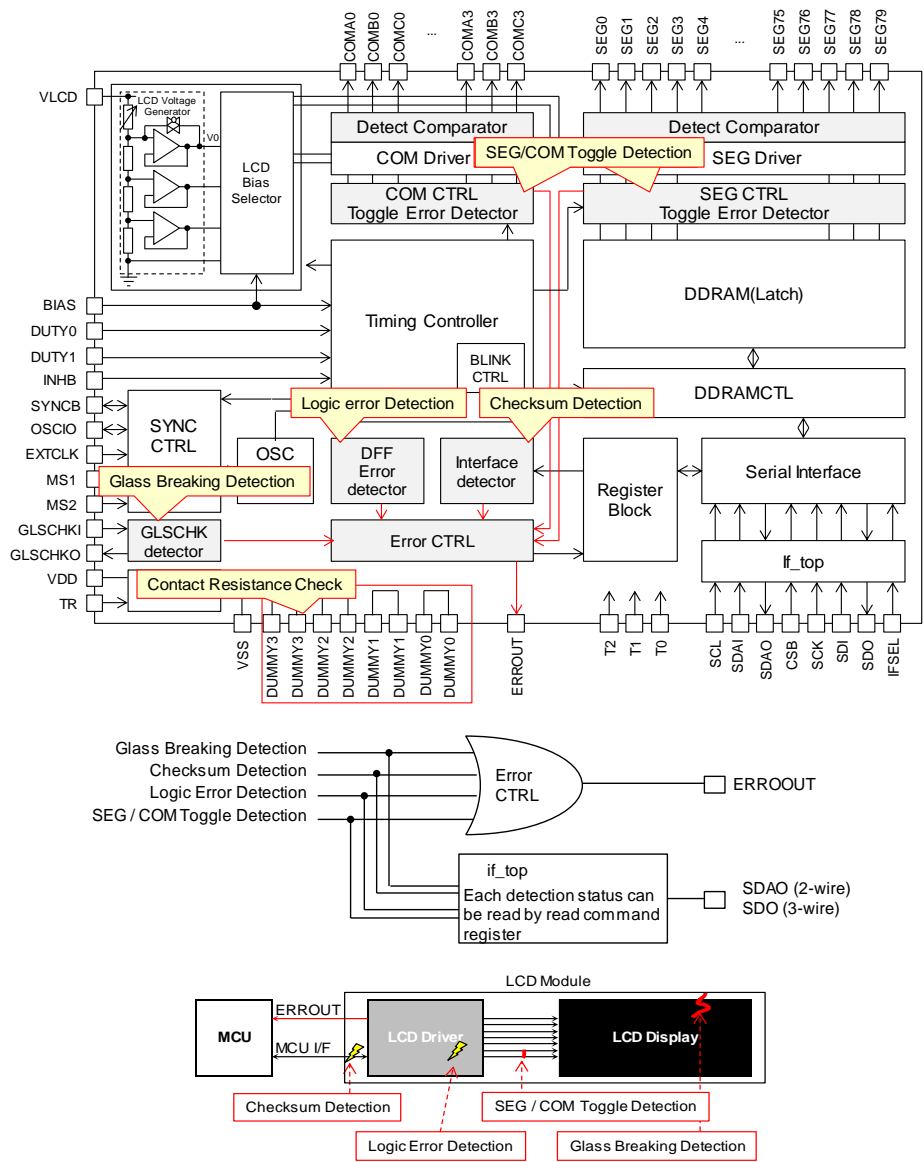 COMA0
COMB0
COMC0
...
COMA3
COMB3
COMC3
SEG0
SEG1
SEG2
SEG3
SEG4
...
SEG75
SEG76
SEG77
SEG78
SEG79
VLCD
LCD Voltage
Generator
V0
LCD
Bias
Selector
Detect Comparator
COM Driver
Detect Comparator
SEG Driver
SEG/COM Toggle Detection
COM CTRL
Toggle Error Detector
SEG CTRL
Toggle Error Detector
BIAS
DUTY0
DUTY1
INHB
SYNCB
OSCIO
EXTCLK
MS1
MS2
GLSCHKI
GLSCHKO
VDD
TR
Timing Controller
BLINK
CTRL
DDRAM(Latch)
DDRAMCTL
SYNC
CTRL
OSC
Logic error Detection
Checksum Detection
Glass Breaking Detection
DFF
Error
detector
Interface
detector
Register
Block
Serial Interface
GLSCHK
detector
Error CTRL
If_top
Contact Resistance Check
VSS
DUMMY3
DUMMY3
DUMMY2
DUMMY2
DUMMY1
DUMMY1
DUMMY0
DUMMY0
ERROUT
T2
T1
T0
SCL
SDAI
SDAO
CSB
SCK
SDI
SDO
IFSEL
Glass Breaking Detection
Checksum Detection
Logic Error Detection
SEG / COM Toggle Detection
Error
CTRL
ERROOUT
if_top
Each detection status can
be read by read command
register
SDAO (2-wire)
SDO (3-wire)
LCD Module
MCU
ERROUT
MCU I/F
LCD Driver
LCD Display
Checksum Detection
SEG / COM Toggle Detection
Logic Error Detection
Glass Breaking Detection